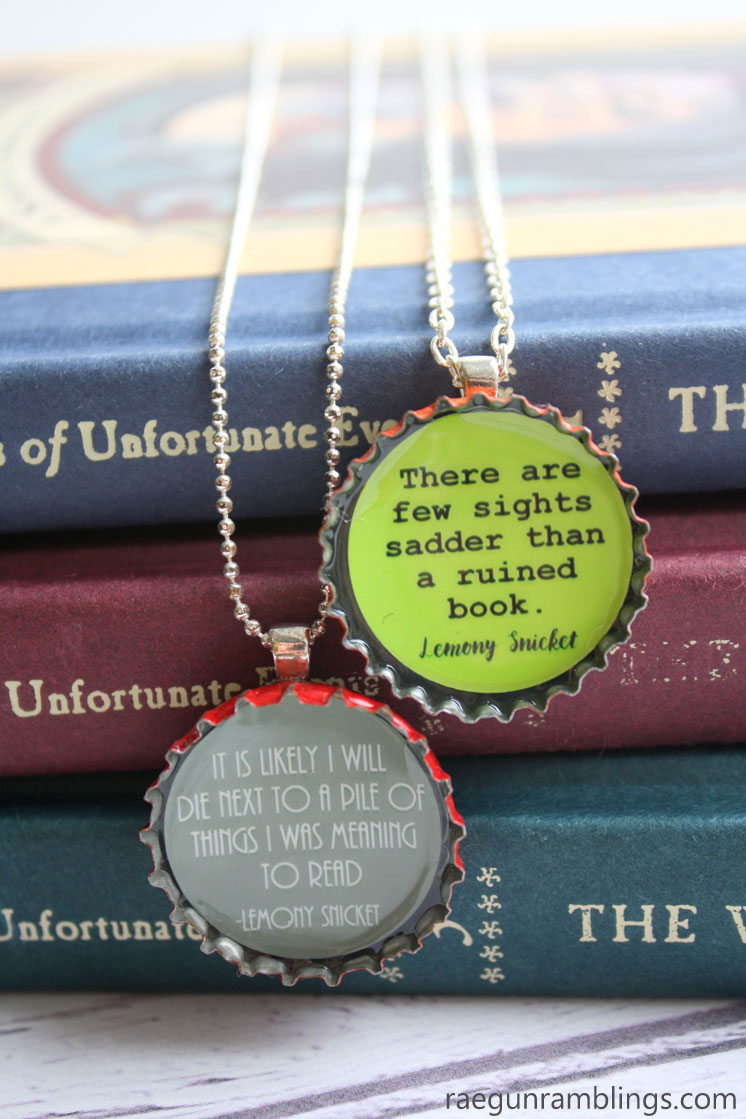 s of Unfortunate Eve
TH
There are
few sights
sadder than
a ruined
book.
Lemony Snicket
Unfortunate
IT IS LIKELY I WILL
DIE NEXT TO A PILE OF
THINGS I WAS MEANING
TO READ
-LEMONY SNICKET
Unfortunate
THE W
raegunramblings.com